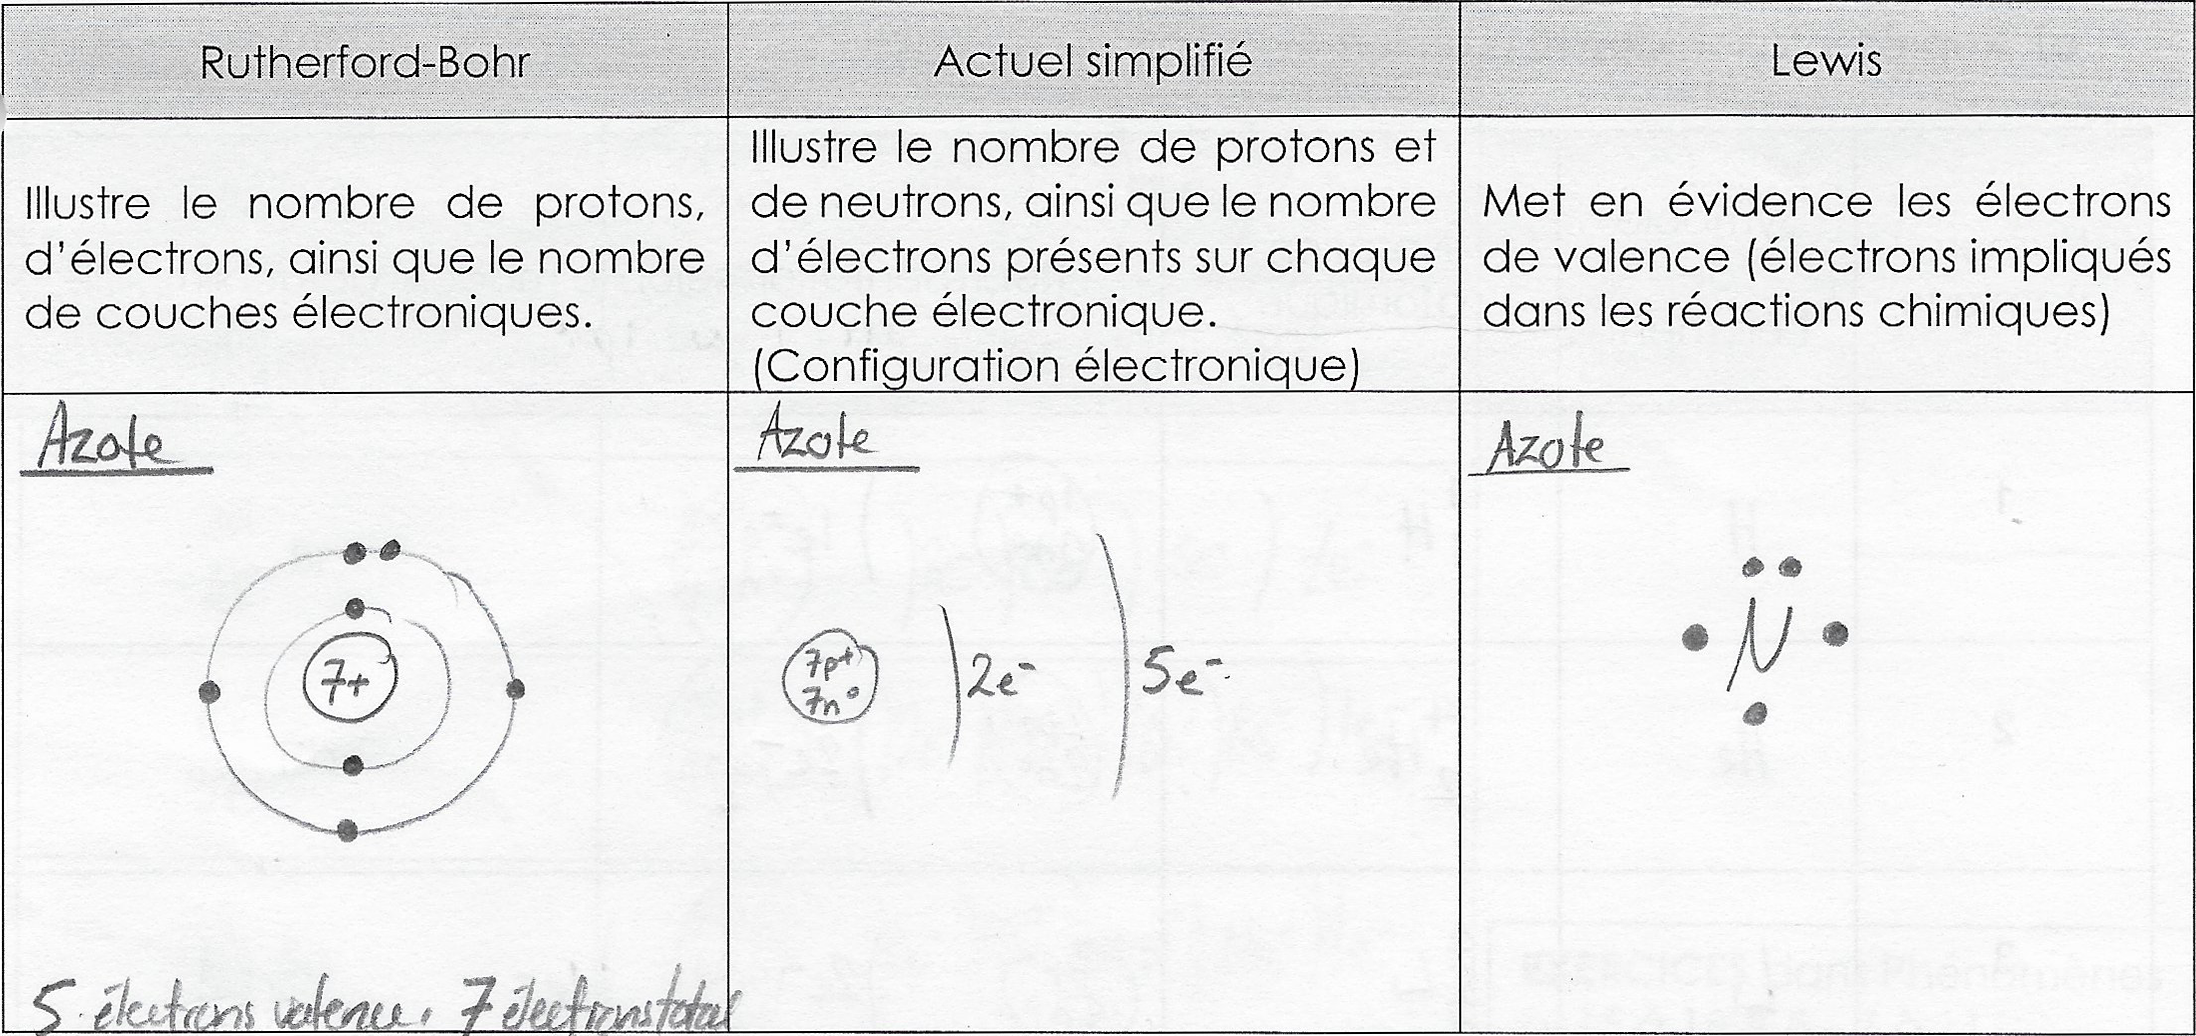 Rutherford-Bohr
Actuel simplifié
Lewis
Illustre le nombre de protons,
d'électrons, ainsi que le nombre
de couches électroniques.
Illustre le nombre de protons et
de neutrons, ainsi que le nombre
d'électrons présents sur chaque
couche électronique.
(Configuration électronique)
Met en évidence les électrons
de valence (électrons impliqués
dans les réactions chimiques)
Azote
7+
5 électrons valence. 7 électrons total
Azote
7p+
7n°
2e-
5e-
Azote
N